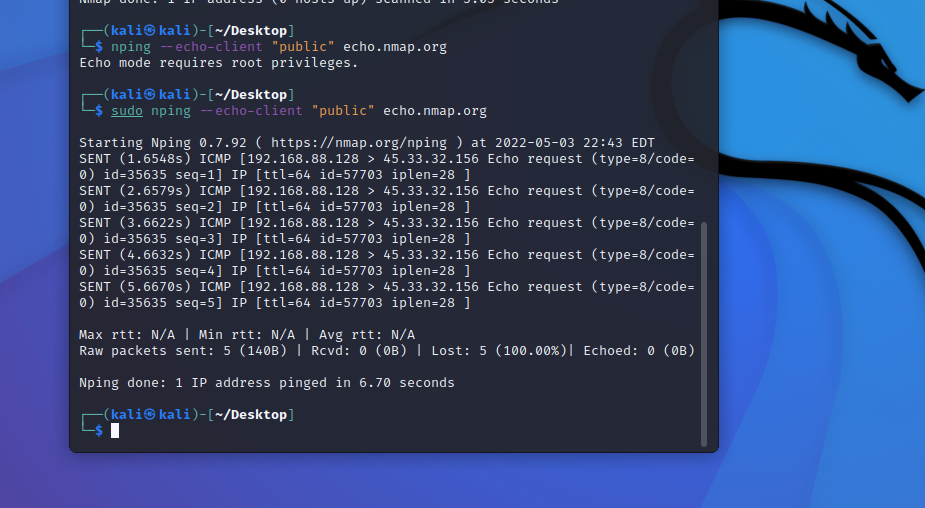 Nmap done: 1 IP address (0 hosts up) scanned in 3.05 seconds
┌──(kali㉿kali)-[~/Desktop]
└─$ nping --echo-client "public" echo.nmap.org
Echo mode requires root privileges.
┌──(kali㉿kali)-[~/Desktop]
└─$ sudo nping --echo-client "public" echo.nmap.org
Starting Nping 0.7.92 ( https://nmap.org/nping ) at 2022-05-03 22:43 EDT
SENT (1.6548s) ICMP [192.168.88.128 > 45.33.32.156 Echo request (type=8/code=
0) id=35635 seq=1] IP [ttl=64 id=57703 iplen=28 ]
SENT (2.6579s) ICMP [192.168.88.128 > 45.33.32.156 Echo request (type=8/code=
0) id=35635 seq=2] IP [ttl=64 id=57703 iplen=28 ]
SENT (3.6622s) ICMP [192.168.88.128 > 45.33.32.156 Echo request (type=8/code=
0) id=35635 seq=3] IP [ttl=64 id=57703 iplen=28 ]
SENT (4.6632s) ICMP [192.168.88.128 > 45.33.32.156 Echo request (type=8/code=
0) id=35635 seq=4] IP [ttl=64 id=57703 iplen=28 ]
SENT (5.6670s) ICMP [192.168.88.128 > 45.33.32.156 Echo request (type=8/code=
0) id=35635 seq=5] IP [ttl=64 id=57703 iplen=28 ]
Max rtt: N/A | Min rtt: N/A | Avg rtt: N/A
Raw packets sent: 5 (140B) | Rcvd: 0 (0B) | Lost: 5 (100.00%)| Echoed: 0 (0B)
Nping done: 1 IP address pinged in 6.70 seconds
┌──(kali㉿kali)-[~/Desktop]
└─$